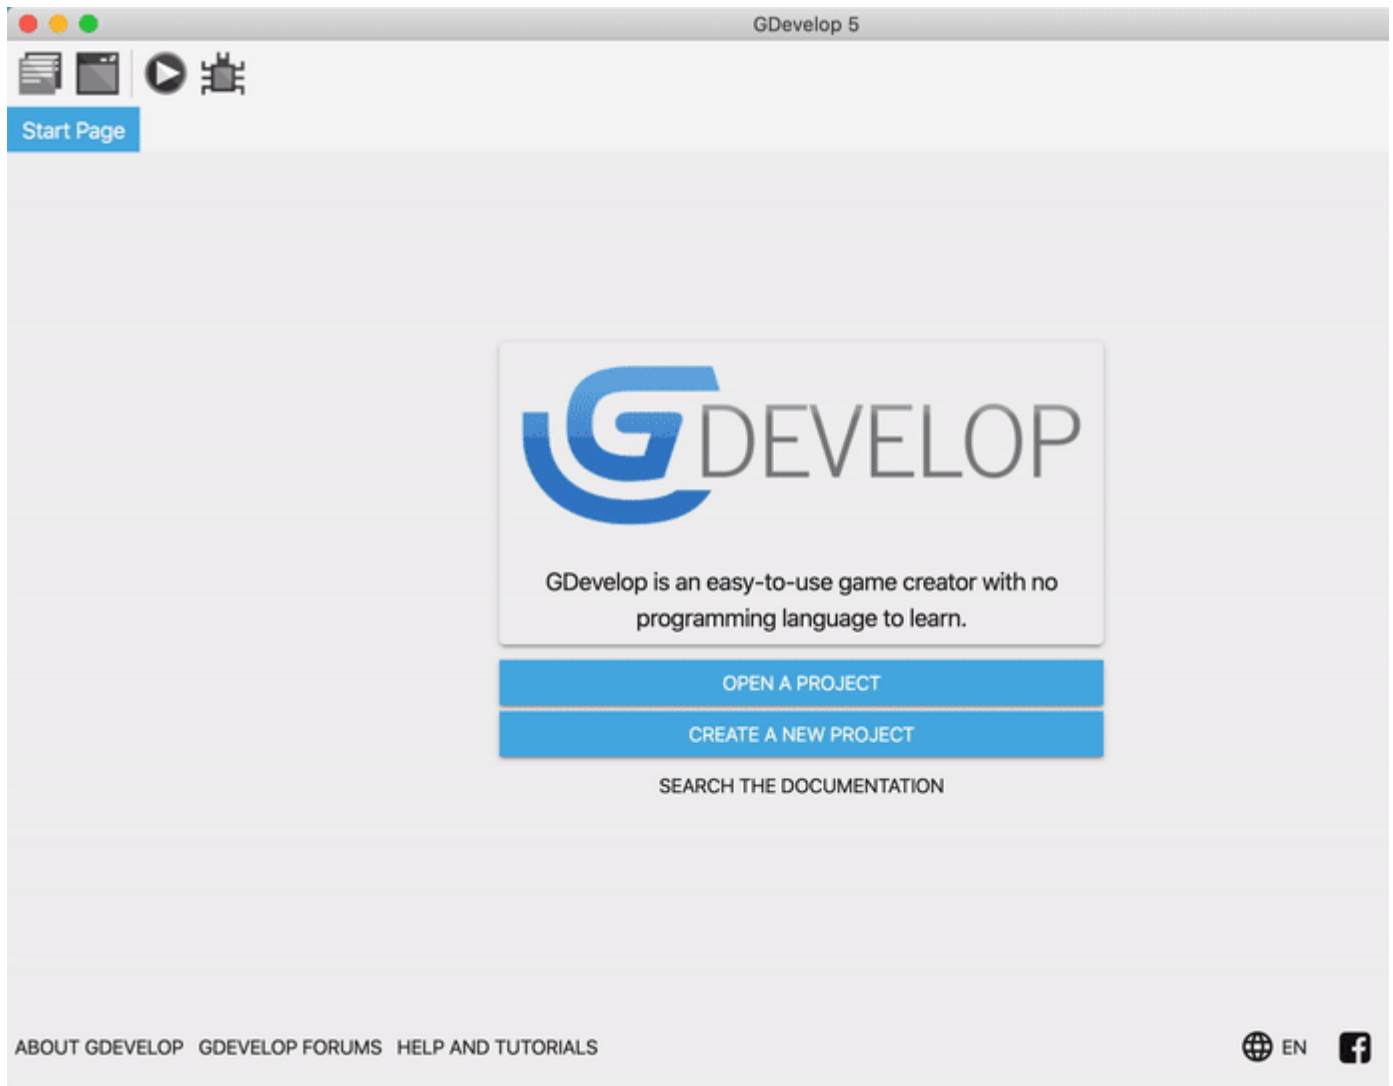 GDevelop 5
Start Page
GDEVELOP
GDevelop is an easy-to-use game creator with no
programming language to learn.
OPEN A PROJECT
CREATE A NEW PROJECT
SEARCH THE DOCUMENTATION
ABOUT GDEVELOP GDEVELOP FORUMS HELP AND TUTORIALS EN